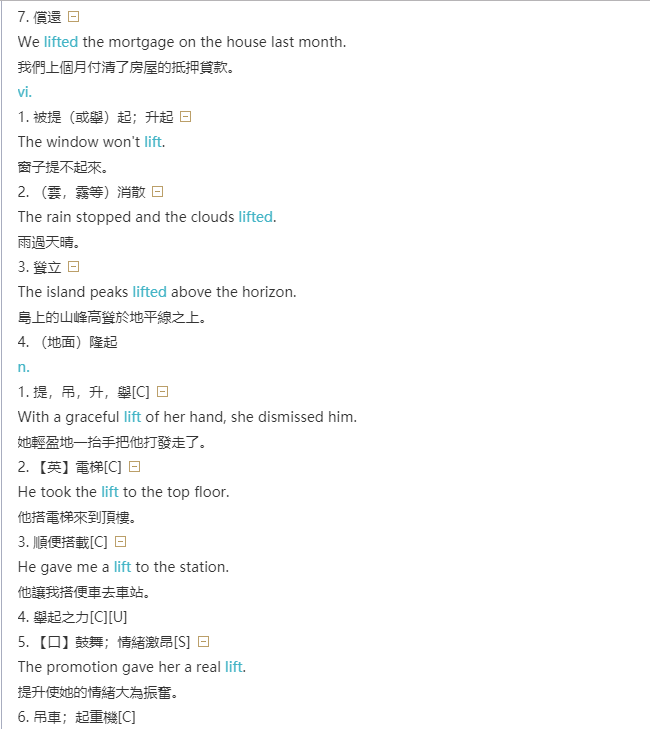 7. 償還
We lifted the mortgage on the house last month.
我們上個月付清了房屋的抵押貸款。
vi.
1. 被提（或舉）起；升起
The window won't lift.
窗子提不起來。
2. （雲，霧等）消散
The rain stopped and the clouds lifted.
雨過天晴。
3. 聳立
The island peaks lifted above the horizon.
島上的山峰高聳於地平線之上。
4. （地面）隆起
n.
1. 提，吊，升，舉[C]
With a graceful lift of her hand, she dismissed him.
她輕盈地一抬手把他打發走了。
2. 【英】電梯[C]
He took the lift to the top floor.
他搭電梯來到頂樓。
3. 順便搭載[C]
He gave me a lift to the station.
他讓我搭便車去車站。
4. 舉起之力[C][U]
5. 【口】鼓舞；情緒激昂[S]
The promotion gave her a real lift.
提升使她的情緒大為振奮。
6. 吊車；起重機[C]